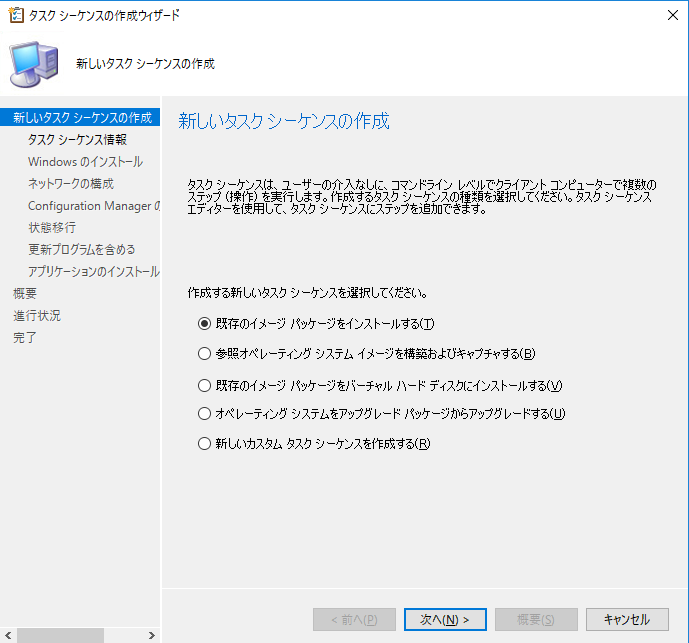 タスク シーケンスの作成ウィザード
新しいタスク シーケンスの作成
新しいタスク シーケンスの作成
タスク シーケンス情報
Windows のインストール
ネットワークの構成
Configuration Manager の
状態移行
更新プログラムを含める
アプリケーションのインストール
概要
進行状況
完了
新しいタスク シーケンスの作成
タスク シーケンスは、ユーザーの介入なしに、コマンドライン レベルでクライアント コンピューターで複数の
ステップ (操作) を実行します。作成するタスク シーケンスの種類を選択してください。タスク シーケンス
エディターを使用して、タスク シーケンスにステップを追加できます。
作成する新しいタスク シーケンスを選択してください。
既存のイメージ パッケージをインストールする(T)
参照オペレーティング システム イメージを構築およびキャプチャする(B)
既存のイメージ パッケージをバーチャル ハード ディスクにインストールする(V)
オペレーティング システムをアップグレード パッケージからアップグレードする(U)
新しいカスタム タスク シーケンスを作成する(R)
< 前へ(P)
次へ(N) >
概要(S)
キャンセル